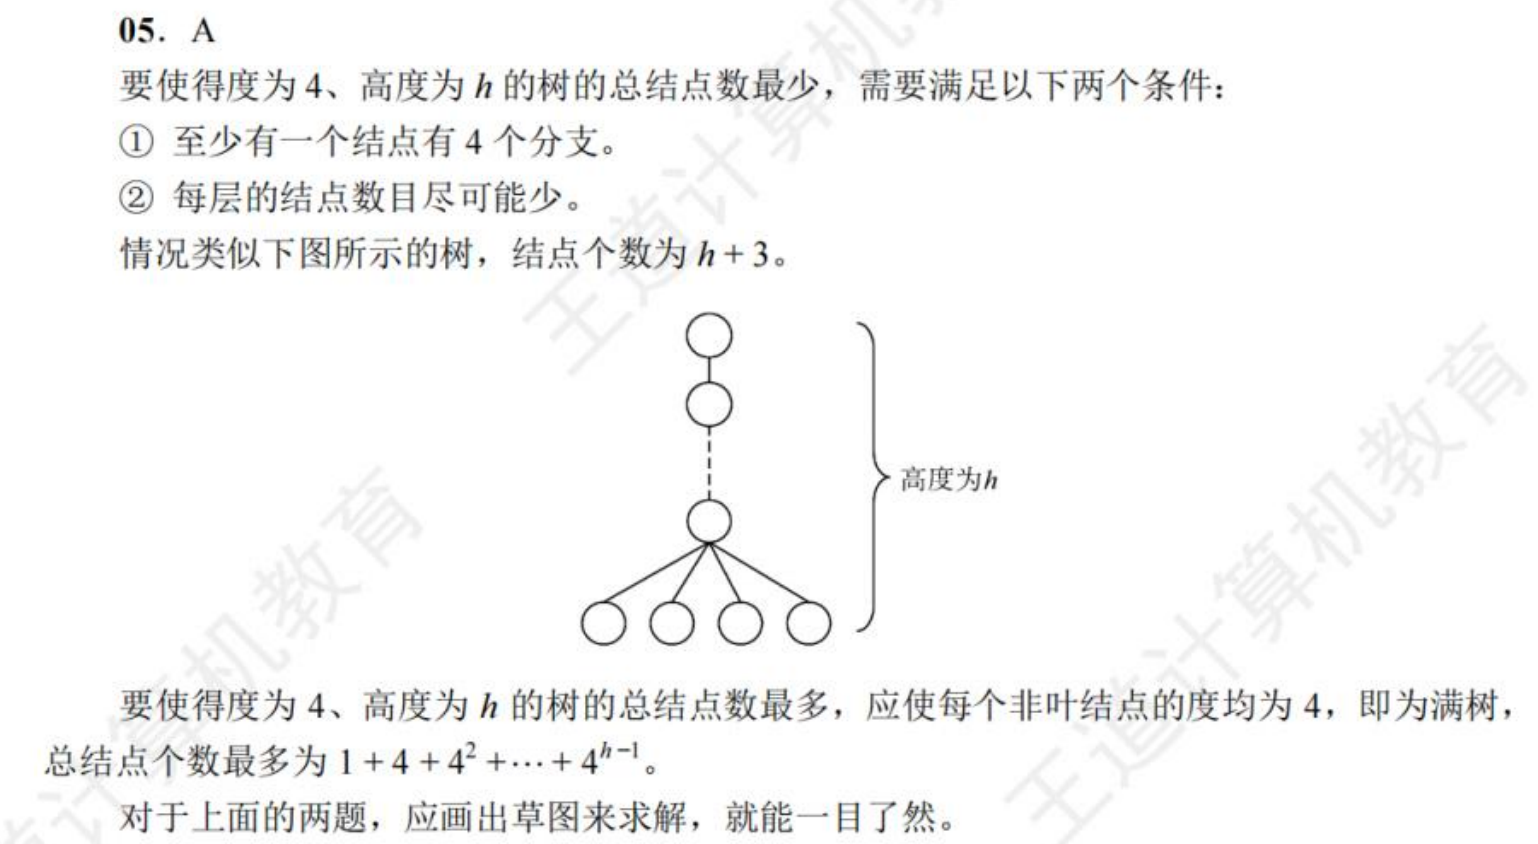 05. A
要使得度为 4、高度为 h 的树的总结点数最少，需要满足以下两个条件：
① 至少有一个结点有 4 个分支。
② 每层的结点数目尽可能少。
情况类似下图所示的树，结点个数为 h + 3。
高度为h
要使得度为 4、高度为 h 的树的总结点数最多，应使每个非叶结点的度均为 4，即为满树，
总结点个数最多为 1 + 4 + 4² + ⋯ + 4^{h−1}。
对于上面的两题，应画出草图来求解，就能一目了然。
王道计算机教育
王道计算机教育
道计算机教育